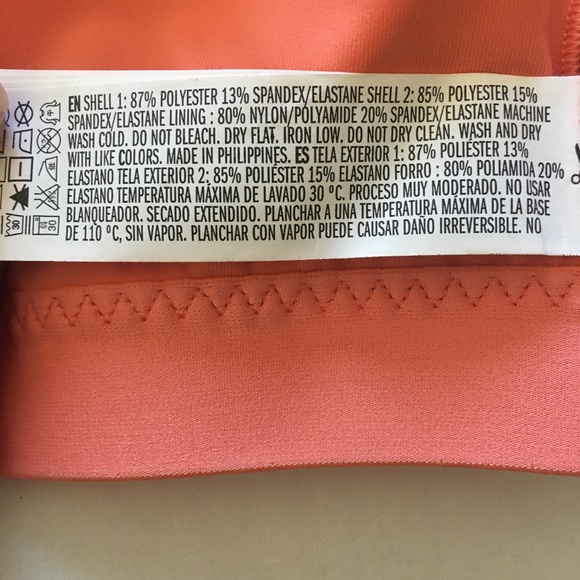 EN SHELL 1: 87% POLYESTER 13% SPANDEX/ELASTANE SHELL 2: 85% POLYESTER 15%
SPANDEX/ELASTANE LINING : 80% NYLON/POLYAMIDE 20% SPANDEX/ELASTANE MACHINE
WASH COLD. DO NOT BLEACH. DRY FLAT. IRON LOW. DO NOT DRY CLEAN. WASH AND DRY
WITH LIKE COLORS. MADE IN PHILIPPINES. ES TELA EXTERIOR 1: 87% POLIÉSTER 13%
ELASTANO TELA EXTERIOR 2: 85% POLIÉSTER 15% ELASTANO FORRO : 80% POLIAMIDA 20%
ELASTANO TEMPERATURA MÁXIMA DE LAVADO 30 ºC. PROCESO MUY MODERADO. NO USAR
BLANQUEADOR. SECADO EXTENDIDO. PLANCHAR A UNA TEMPERATURA MÁXIMA DE LA BASE
DE 110 ºC, SIN VAPOR. PLANCHAR CON VAPOR PUEDE CAUSAR DAÑO IRREVERSIBLE. NO
30
30